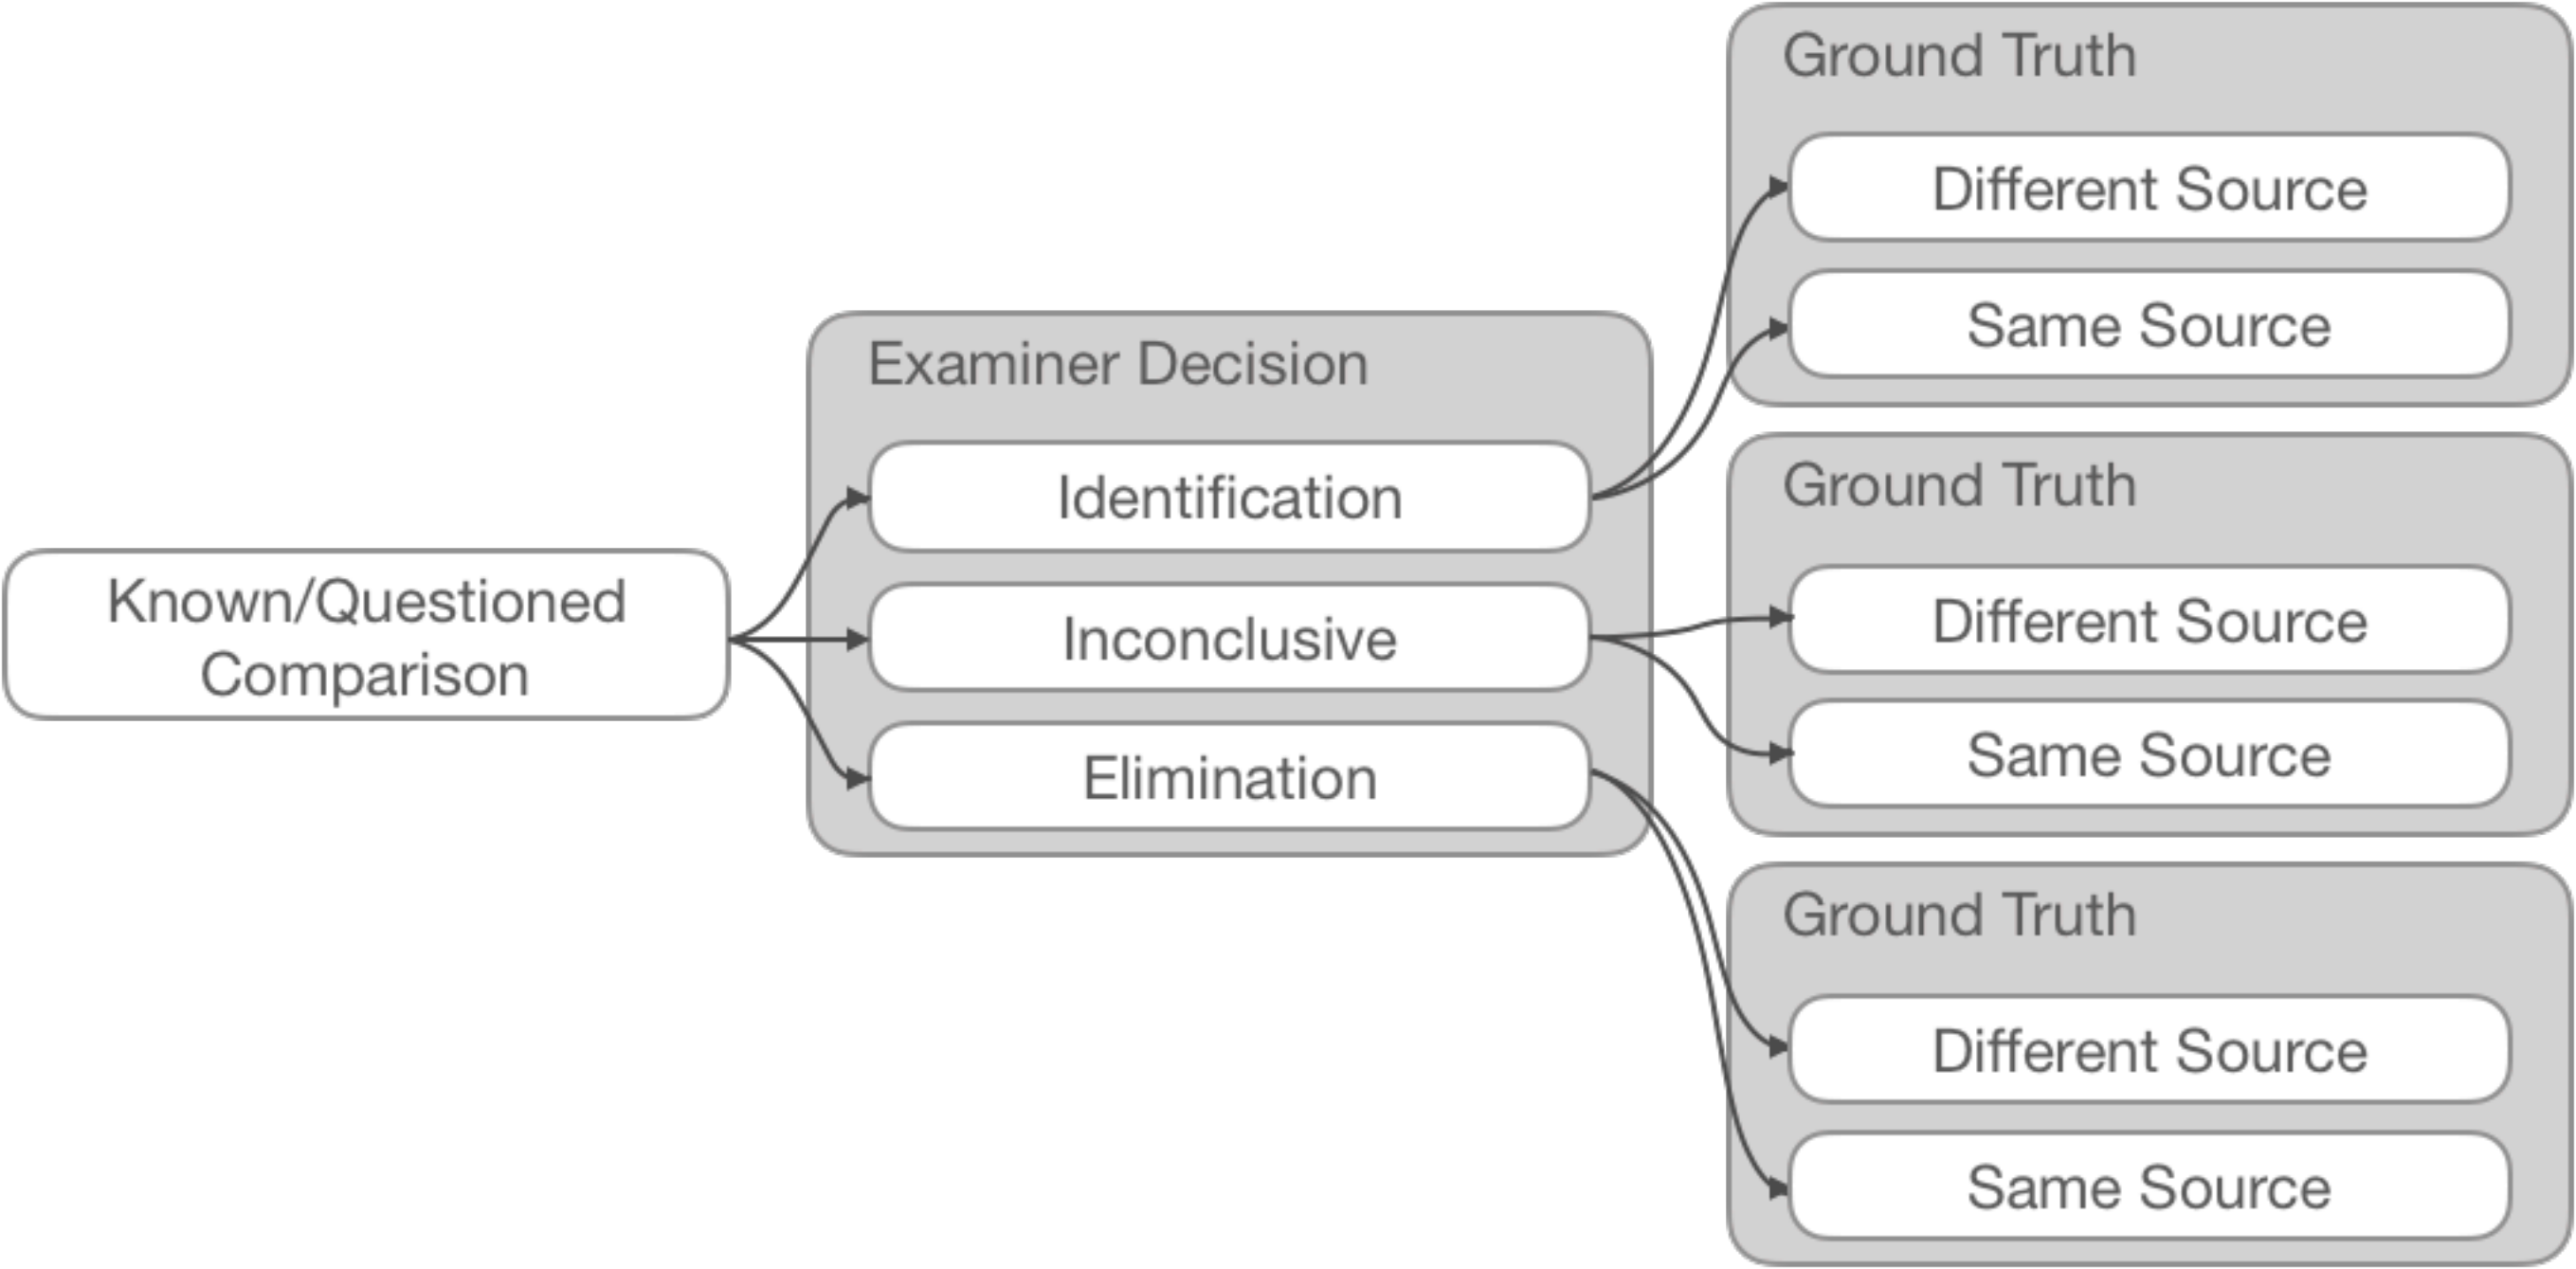 Known/Questioned
Comparison
Examiner Decision
Identification
Inconclusive
Elimination
Ground Truth
Different Source
Same Source
Ground Truth
Different Source
Same Source
Ground Truth
Different Source
Same Source